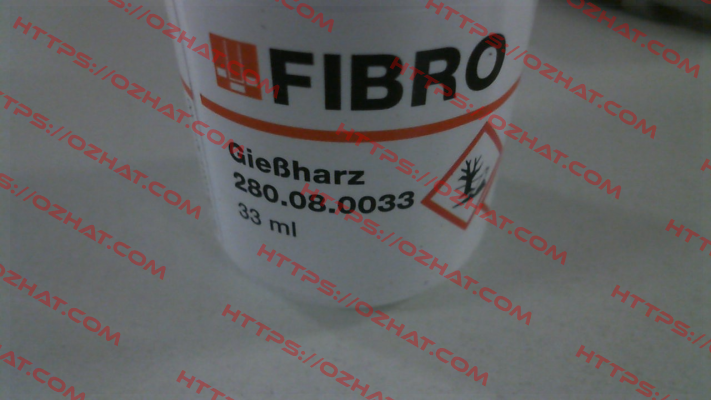 FIBRO
Gießharz
280.08.0033
33 ml
HTTPS://OZHAT.COM